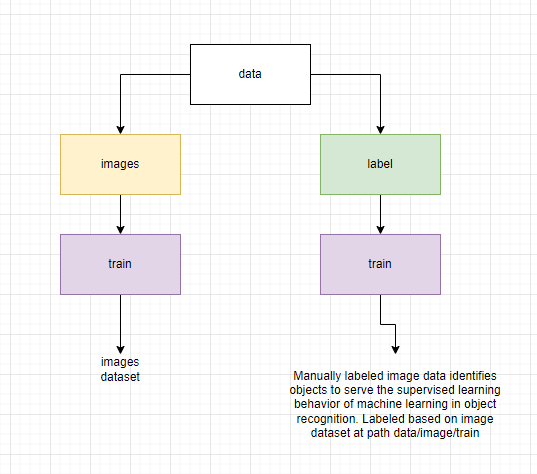 data
images
label
train
train
images
dataset
Manually labeled image data identifies
objects to serve the supervised learning
behavior of machine learning in object
recognition. Labeled based on image
dataset at path data/image/train